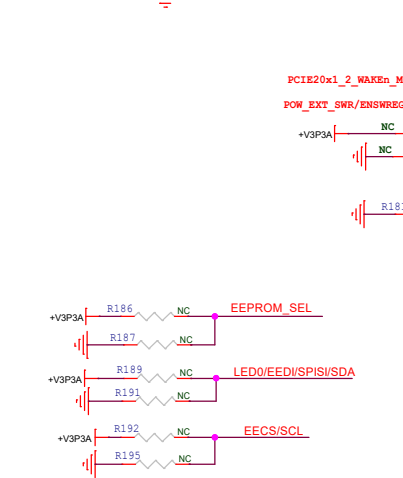 PCIE20x1_2_WAKEn_M
POW_EXT_SWR/ENSWREG
+V3P3A NC
NC
R181
R186 NC EEPROM_SEL
+V3P3A
R187 NC
R189 NC LED0/EEDI/SPISI/SDA
+V3P3A
R191 NC
R192 NC EECS/SCL
+V3P3A
R195 NC